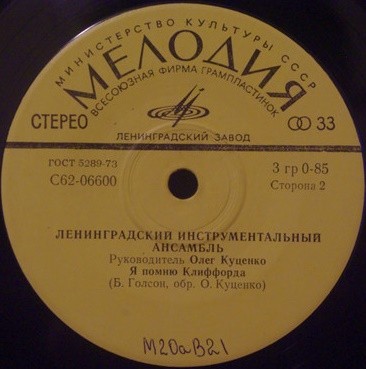 МИНИСТЕРСТВО КУЛЬТУРЫ СССР
МЕЛОДИЯ
ВСЕСОЮЗНАЯ ФИРМА ГРАМПЛАСТИНОК
СТЕРЕО 33
ЛЕНИНГРАДСКИЙ ЗАВОД
ГОСТ 5289-73 3 гр 0-85
С62-06600 Сторона 2
ЛЕНИНГРАДСКИЙ ИНСТРУМЕНТАЛЬНЫЙ
АНСАМБЛЬ
Руководитель Олег Куценко
Я помню Клиффорда
(Б. Голсон, обр. О. Куценко)
М20аВ21